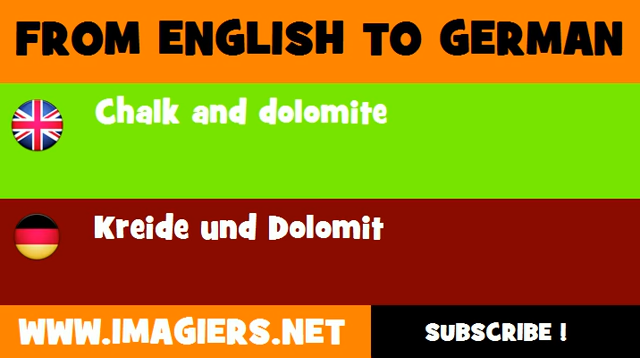 FROM ENGLISH TO GERMAN
Chalk and dolomite
Kreide und Dolomit
WWW.IMAGIERS.NET
SUBSCRIBE !